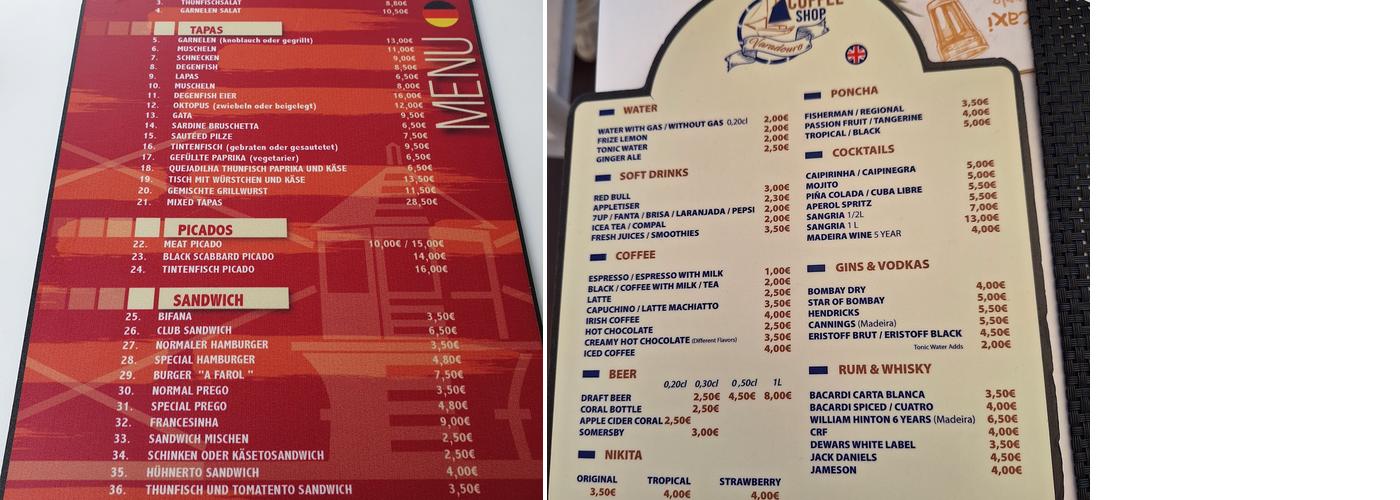 3. THUNFISCHSALAT 8,80€
4. GARNELEN SALAT 10,50€
TAPAS
5. GARNELEN (knoblauch oder gegrillt) 13,00€
6. MUSCHELN 11,00€
7. SCHNECKEN 9,00€
8. DEGENFISH 8,50€
9. LAPAS 6,50€
10. MUSCHELN 8,00€
11. DEGENFISH EIER 16,00€
12. OKTOPUS (zwiebeln oder beigelegt) 12,00€
13. GATA 9,50€
14. SARDINE BRUSCHETTA 6,50€
15. SAUTÉED PILZE 7,50€
16. TINTENFISCH (gebraten oder gesautetet) 9,50€
17. GEFÜLLTE PAPRIKA (vegetarier) 6,50€
18. QUEJADILHA THUNFISCH PAPRIKA UND KÄSE 6,50€
19. TISCH MIT WÜRSTCHEN UND KÄSE 13,50€
20. GEMISCHTE GRILLWURST 11,50€
21. MIXED TAPAS 28,50€
MENU
PICADOS
22. MEAT PICADO 10,00€ / 15,00€
23. BLACK SCABBARD PICADO 14,00€
24. TINTENFISCH PICADO 16,00€
SANDWICH
25. BIFANA 3,50€
26. CLUB SANDWICH 6,50€
27. NORMALER HAMBURGER 3,50€
28. SPECIAL HAMBURGER 4,80€
29. BURGER "A FAROL" 7,50€
30. NORMAL PREGO 3,50€
31. SPECIAL PREGO 4,80€
32. FRANCESINHA 9,00€
33. SANDWICH MISCHEN 2,50€
34. SCHINKEN ODER KÄSETOSANDWICH 2,50€
35. HÜHNERTO SANDWICH 4,00€
36. THUNFISCH UND TOMATENTO SANDWICH 3,50€
COFFEE
SHOP
Varadouro
taxi
WATER
WATER WITH GAS / WITHOUT GAS 0,20cl 2,00€
FRIZE LEMON 2,00€
TONIC WATER 2,00€
GINGER ALE 2,50€
SOFT DRINKS
RED BULL 3,00€
APPLETISER 2,30€
7UP / FANTA / BRISA / LARANJADA / PEPSI 2,00€
ICEA TEA / COMPAL 2,00€
FRESH JUICES / SMOOTHIES 3,50€
COFFEE
ESPRESSO / ESPRESSO WITH MILK 1,00€
BLACK / COFFEE WITH MILK / TEA 2,00€
LATTE 2,50€
CAPUCHINO / LATTE MACHIATTO 3,50€
IRISH COFFEE 4,00€
HOT CHOCOLATE 2,50€
CREAMY HOT CHOCOLATE (Different Flavors) 3,50€
ICED COFFEE 4,00€
BEER
0,20cl 0,30cl 0,50cl 1L
DRAFT BEER 2,50€ 4,50€ 8,00€
CORAL BOTTLE 2,50€
APPLE CIDER CORAL 2,50€
SOMERSBY 3,00€
NIKITA
ORIGINAL TROPICAL STRAWBERRY
3,50€ 4,00€ 4,00€
PONCHA
FISHERMAN / REGIONAL 3,50€
PASSION FRUIT / TANGERINE 4,00€
TROPICAL / BLACK 5,00€
COCKTAILS
CAIPIRINHA / CAIPINEGRA 5,00€
MOJITO 5,00€
PIÑA COLADA / CUBA LIBRE 5,50€
APEROL SPRITZ 5,50€
SANGRIA 1/2L 7,00€
SANGRIA 1 L 13,00€
MADEIRA WINE 5 YEAR 4,00€
GINS & VODKAS
BOMBAY DRY 4,00€
STAR OF BOMBAY 5,00€
HENDRICKS 5,50€
CANNINGS (Madeira) 5,50€
ERISTOFF BRUT / ERISTOFF BLACK 4,50€
Tonic Water Adds 2,00€
RUM & WHISKY
BACARDI CARTA BLANCA 3,50€
BACARDI SPICED / CUATRO 4,00€
WILLIAM HINTON 6 YEARS (Madeira) 6,50€
CRF 4,00€
DEWARS WHITE LABEL 3,50€
JACK DANIELS 4,50€
JAMESON 4,00€